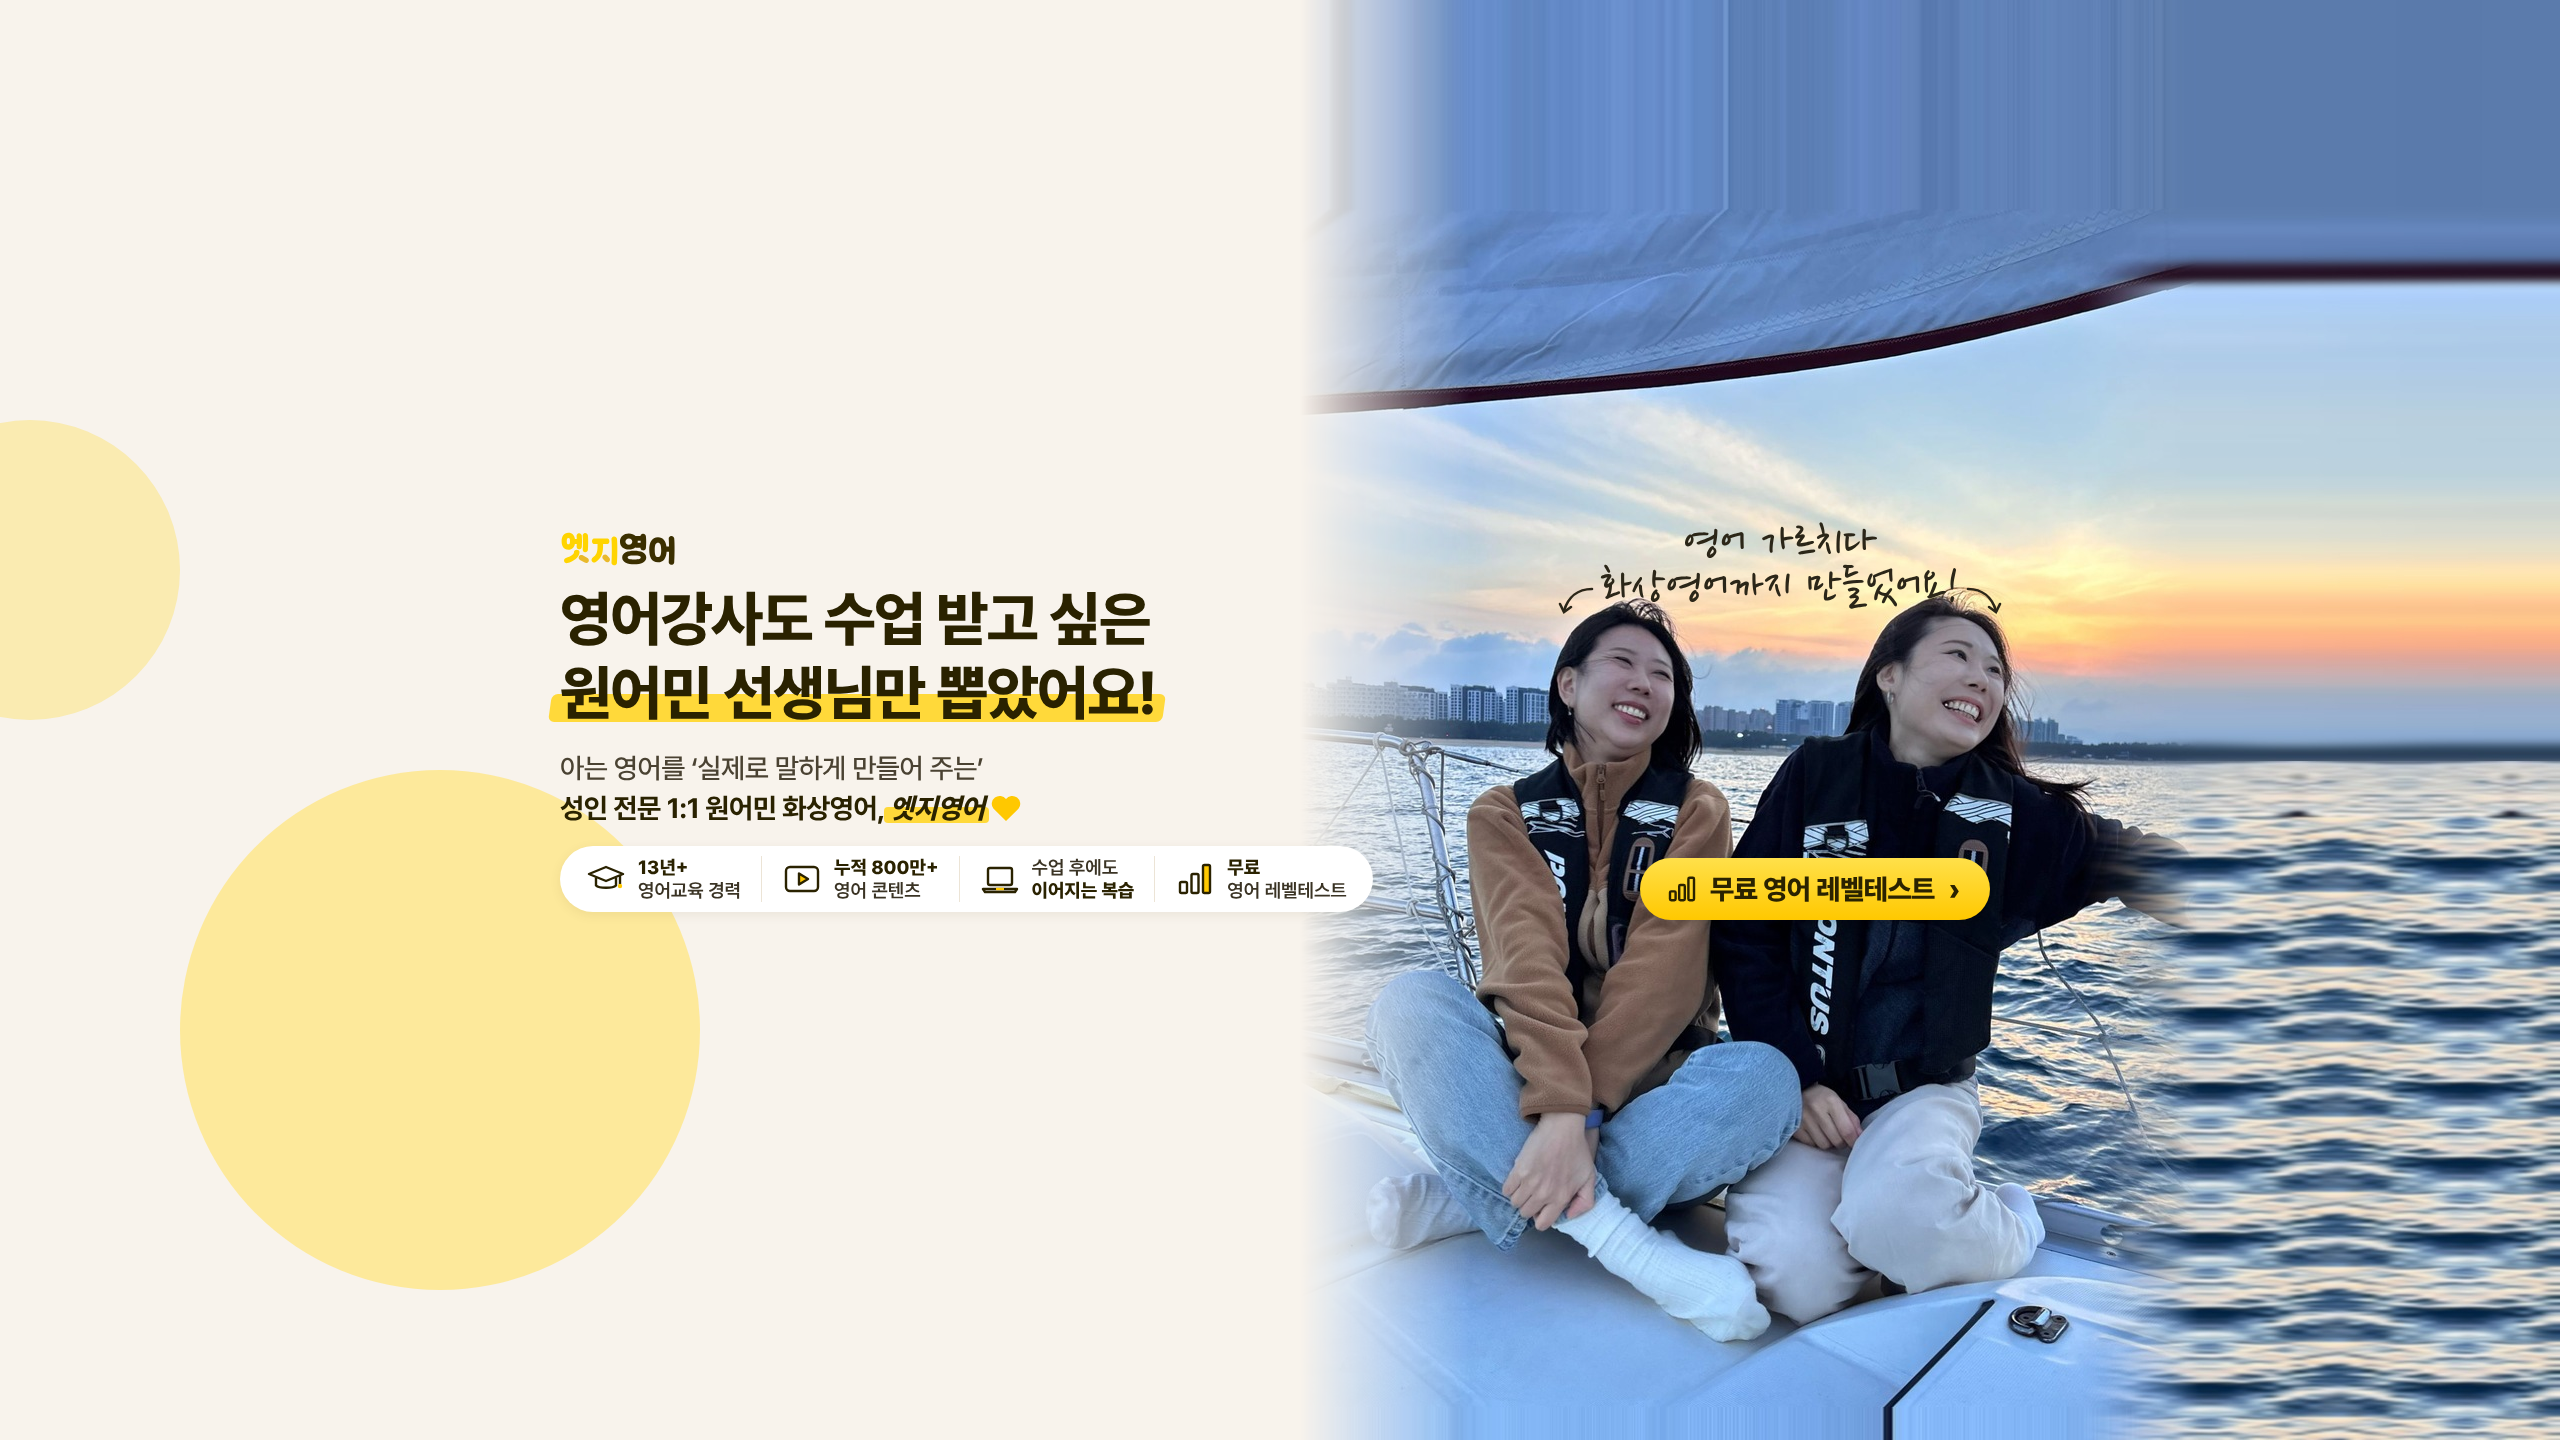 엣지영어
영어강사도 수업 받고 싶은
원어민 선생님만 뽑았어요!
아는 영어를 ‘실제로 말하게 만들어 주는’
성인 전문 1:1 원어민 화상영어, 엣지영어
13년+
영어교육 경력
누적 800만+
영어 콘텐츠
수업 후에도
이어지는 복습
무료
영어 레벨테스트
영어 가르치다
화상영어까지 만들었어요!
무료 영어 레벨테스트 ›
ONTUS